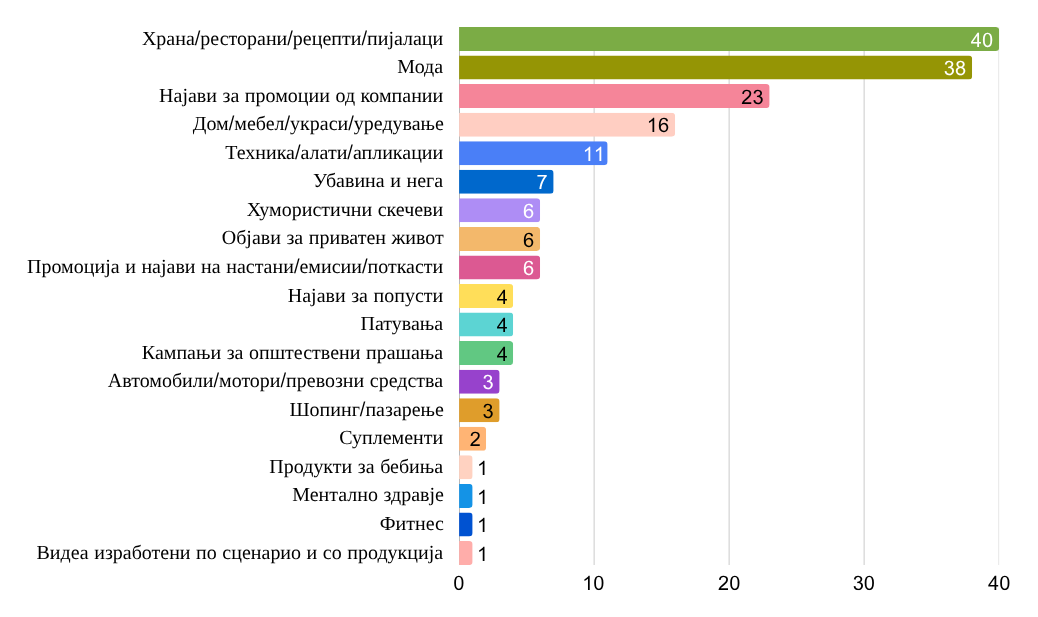 Храна/ресторани/рецепти/пијалаци 40
Мода 38
Најави за промоции од компании 23
Дом/мебел/украси/уредување 16
Техника/алати/апликации 11
Убавина и нега 7
Хумористични скечеви 6
Објави за приватен живот 6
Промоција и најави на настани/емисии/поткасти 6
Најави за попусти 4
Патувања 4
Кампањи за општествени прашања 4
Автомобили/мотори/превозни средства 3
Шопинг/пазарење 3
Суплементи 2
Продукти за бебиња 1
Ментално здравје 1
Фитнес 1
Видеа изработени по сценарио и со продукција 1
0 10 20 30 40